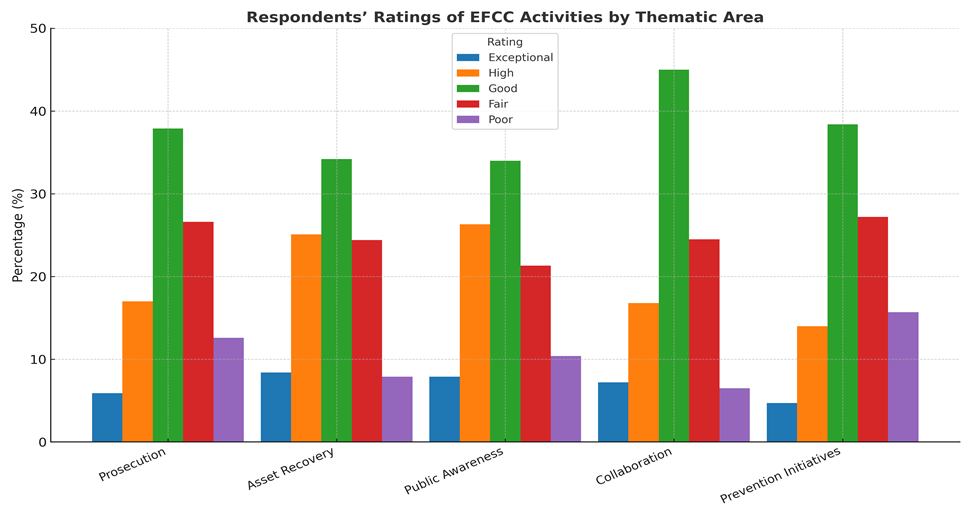 Respondents’ Ratings of EFCC Activities by Thematic Area
Percentage (%)
50
40
30
20
10
0
Rating
Exceptional
High
Good
Fair
Poor
Prosecution
Asset Recovery
Public Awareness
Collaboration
Prevention Initiatives